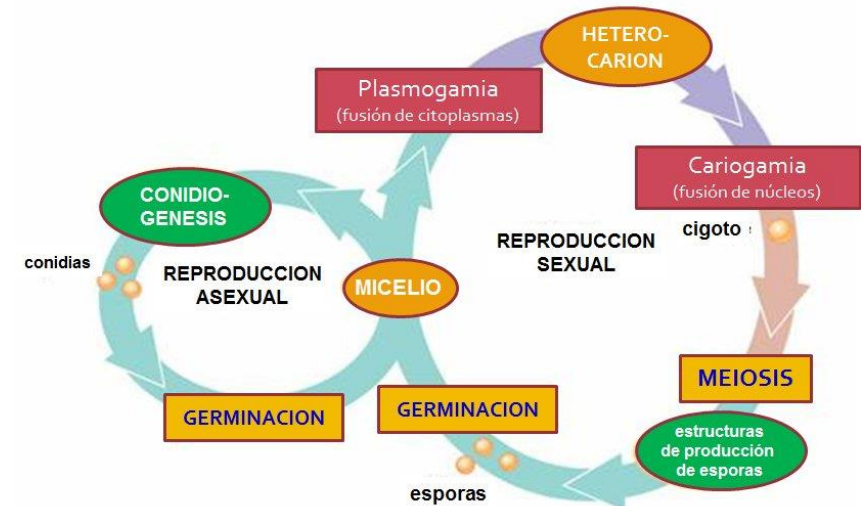 HETERO-
CARION
Plasmogamia
(fusión de citoplasmas)
Cariogamia
(fusión de núcleos)
CONIDIO-
GENESIS
cigoto
REPRODUCCION
SEXUAL
conidias
REPRODUCCION
ASEXUAL
MICELIO
MEIOSIS
GERMINACION
GERMINACION
estructuras
de producción
de esporas
esporas